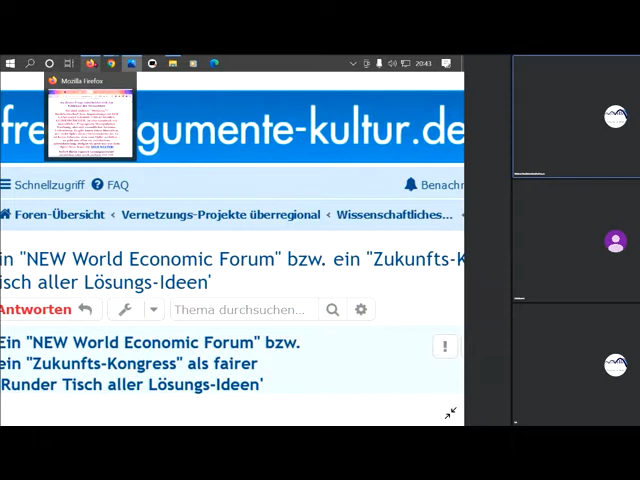 20:43
Mozilla Firefox
umente-kultur.de
Schnellzugriff FAQ Benachr
Foren-Übersicht ‹ Vernetzungs-Projekte überregional ‹ Wissenschaftliches...
in "NEW World Economic Forum" bzw. ein "Zukunfts-K
isch aller Lösungs-Ideen'
Antworten Thema durchsuchen...
Ein "NEW World Economic Forum" bzw.
ein "Zukunfts-Kongress" als fairer
Runder Tisch aller Lösungs-Ideen'